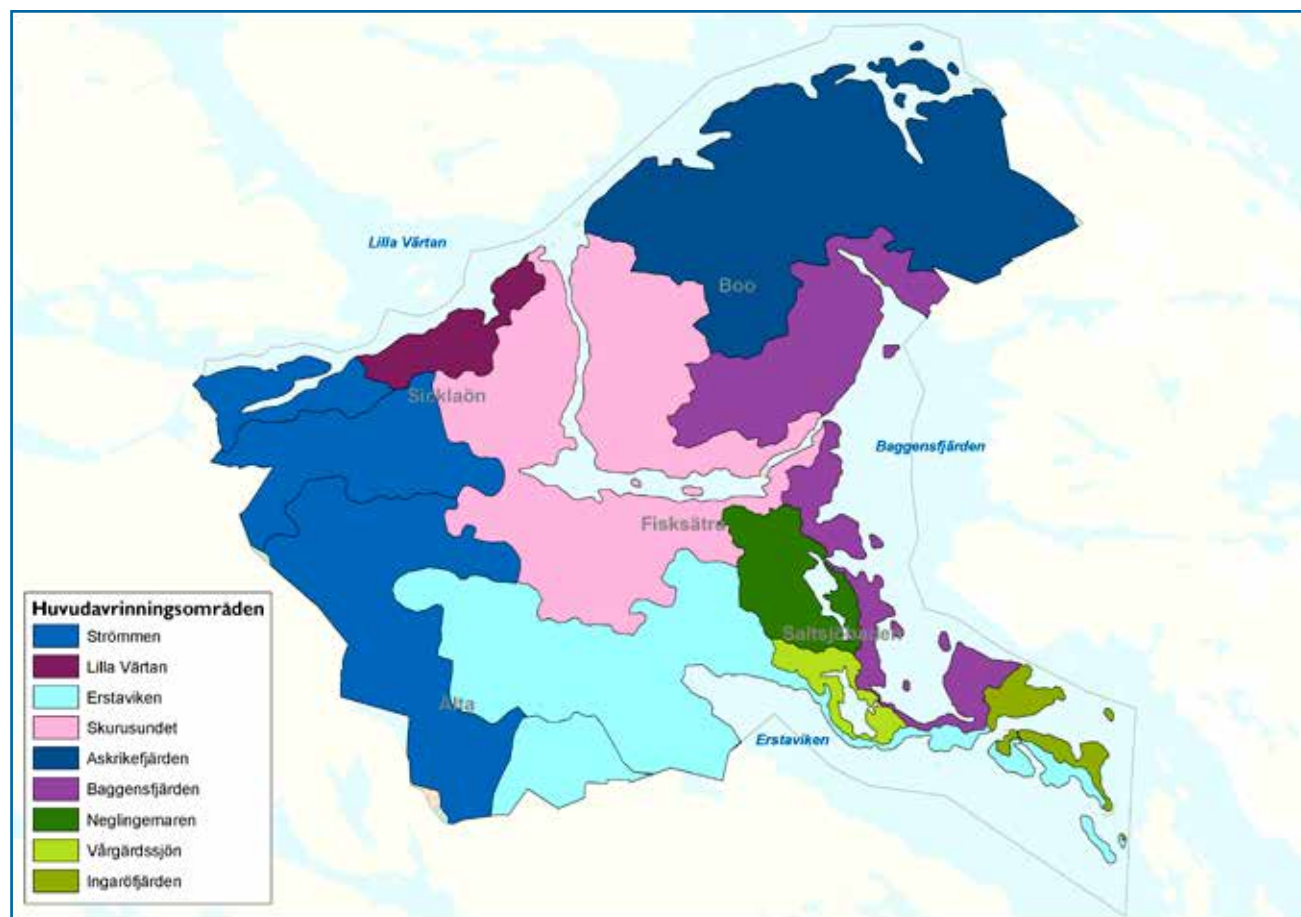 Lilla Värtan
Boo
Sicklaön
Baggensfjärden
Fisksätra
Saltsjöbaden
Älta
Erstaviken
Huvudavrinningsområden
Strömmen
Lilla Värtan
Erstaviken
Skurusundet
Askrikefjärden
Baggensfjärden
Neglingemaren
Vårgärdssjön
Ingaröfjärden